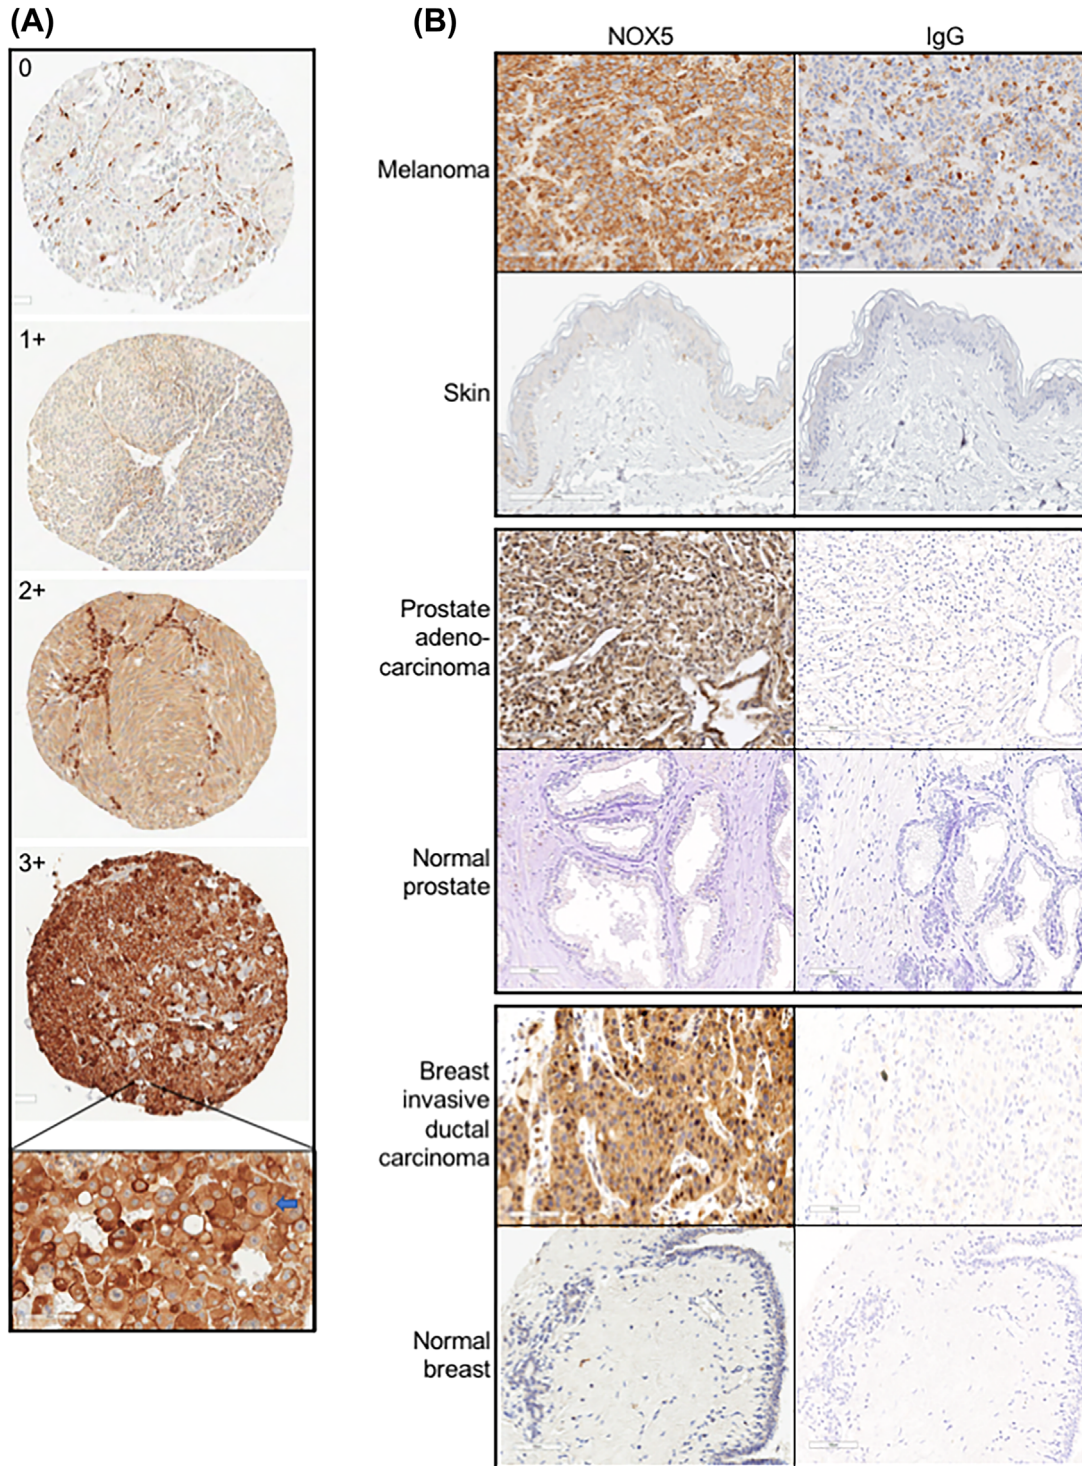 (A)
0
1+
2+
3+
(B)
NOX5
IgG
Melanoma
Skin
Prostate
adeno-
carcinoma
Normal
prostate
Breast
invasive
ductal
carcinoma
Normal
breast